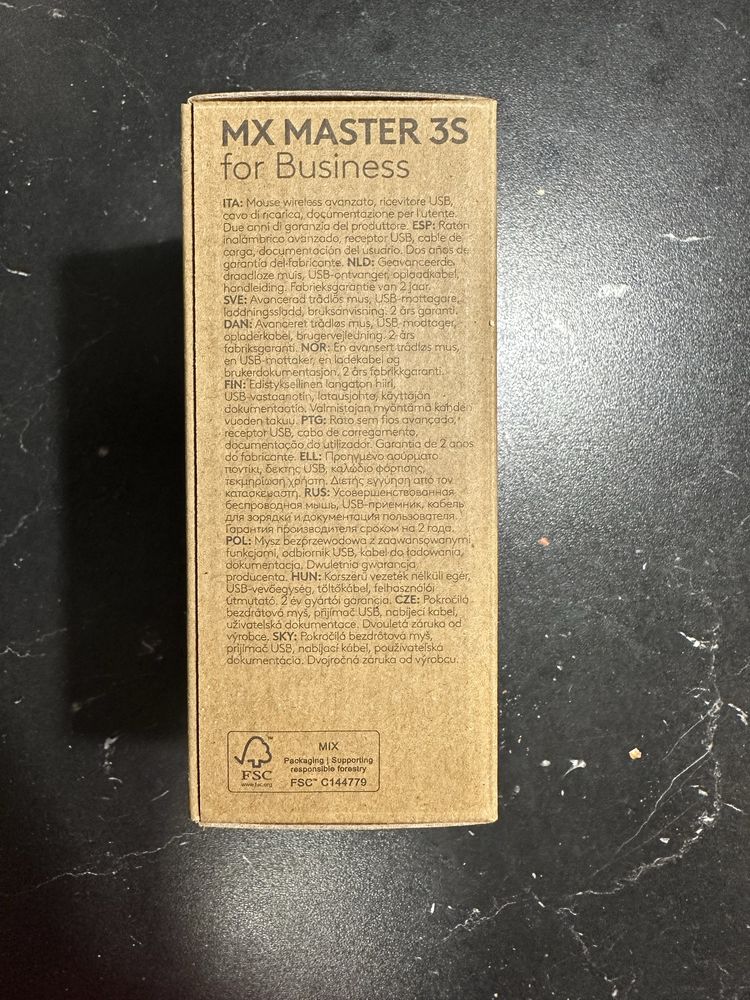 MX MASTER 3S
for Business
ITA: Mouse wireless avanzato, ricevitore USB,
cavo di ricarica, documentazione per l'utente.
Due anni di garanzia del produttore. ESP: Ratón
inalámbrico avanzado, receptor USB, cable de
carga, documentación del usuario. Dos años de
garantía del fabricante. NLD: Geavanceerde
draadloze muis, USB-ontvanger, oplaadkabel,
handleiding. Fabrieksgarantie van 2 jaar.
SVE: Avancerad trådlös mus, USB-mottagare,
laddningssladd, bruksanvisning. 2 års garanti.
DAN: Avanceret trådløs mus, USB-modtager,
opladerkabel, brugervejledning. 2 års
fabriksgaranti. NOR: En avansert trådløs mus,
en USB-mottaker, en ladekabel og
brukerdokumentasjon. 2 års fabrikkgaranti.
FIN: Edistyksellinen langaton hiiri,
USB-vastaanotin, latausjohto, käyttäjän
dokumentaatio. Valmistajan myöntämä kahden
vuoden takuu. PTG: Rato sem fios avançado,
receptor USB, cabo de carregamento,
documentação do utilizador. Garantia de 2 anos
do fabricante. ELL: Προηγμένο ασύρματο
ποντίκι, δέκτης USB, καλώδιο φόρτισης,
τεκμηρίωση χρήστη. Διετής εγγύηση από τον
κατασκευαστή. RUS: Усовершенствованная
беспроводная мышь, USB-приемник, кабель
для зарядки и документация пользователя.
Гарантия производителя сроком на 2 года.
POL: Mysz bezprzewodowa z zaawansowanymi
funkcjami, odbiornik USB, kabel do ładowania,
dokumentacja. Dwuletnia gwarancja
producenta. HUN: Korszerű vezeték nélküli egér,
USB-vevőegység, töltőkábel, felhasználói
útmutató. 2 év gyártói garancia. CZE: Pokročilá
bezdrátová myš, přijímač USB, nabíjecí kabel,
uživatelská dokumentace. Dvouletá záruka od
výrobce. SKY: Pokročilá bezdrôtová myš,
prijímač USB, nabíjací kábel, používateľská
dokumentácia. Dvojročná záruka od výrobcu.
MIX
Packaging | Supporting
responsible forestry
FSC™ C144779
FSC
www.fsc.org